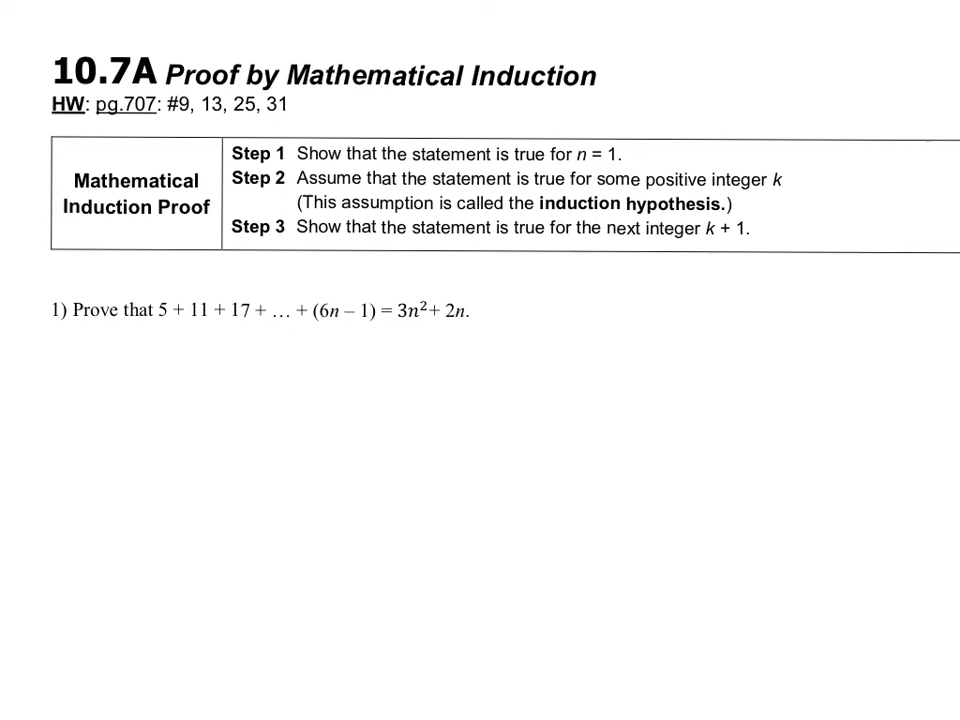 10.7A Proof by Mathematical Induction
HW: pg.707: #9, 13, 25, 31
Mathematical Induction Proof
Step 1 Show that the statement is true for n = 1.
Step 2 Assume that the statement is true for some positive integer k
(This assumption is called the induction hypothesis.)
Step 3 Show that the statement is true for the next integer k + 1.
1) Prove that 5 + 11 + 17 + … + (6n – 1) = 3n²+ 2n.